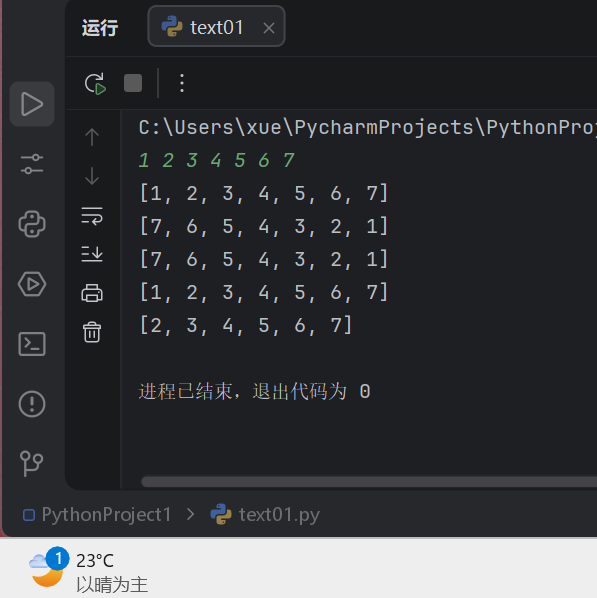 运行 text01
C:\Users\xue\PycharmProjects\PythonProj
1 2 3 4 5 6 7
[1, 2, 3, 4, 5, 6, 7]
[7, 6, 5, 4, 3, 2, 1]
[7, 6, 5, 4, 3, 2, 1]
[1, 2, 3, 4, 5, 6, 7]
[2, 3, 4, 5, 6, 7]
进程已结束，退出代码为 0
PythonProject1 > text01.py
1 23°C
以晴为主